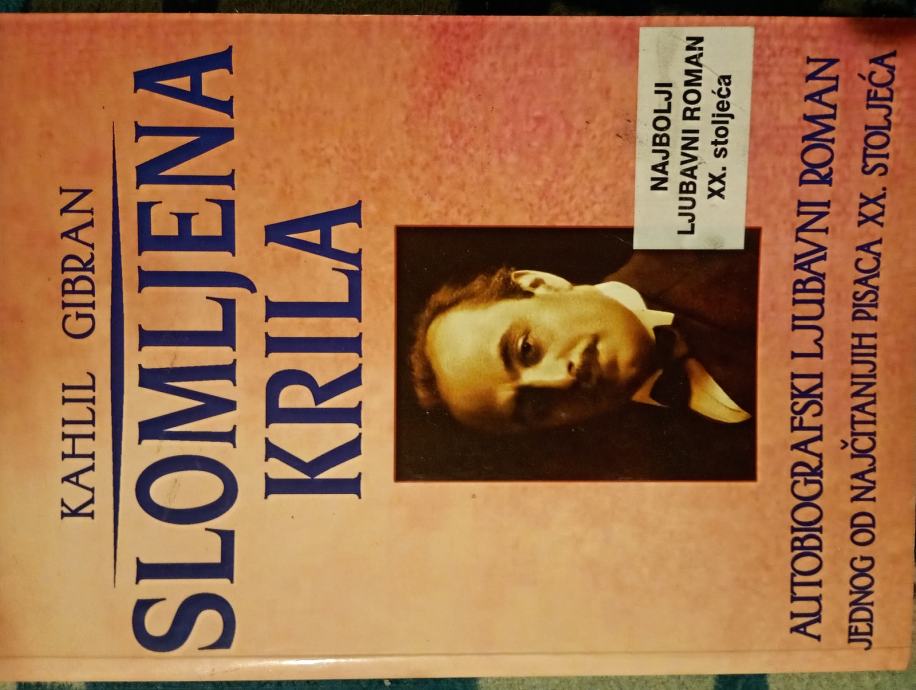 KAHLIL GIBRAN
SLOMLJENA
KRILA
NAJBOLJI
LJUBAVNI ROMAN
XX. stoljeća
AUTOBIOGRAFSKI LJUBAVNI ROMAN
JEDNOG OD NAJČITANIJIH PISACA XX. STOLJEĆA